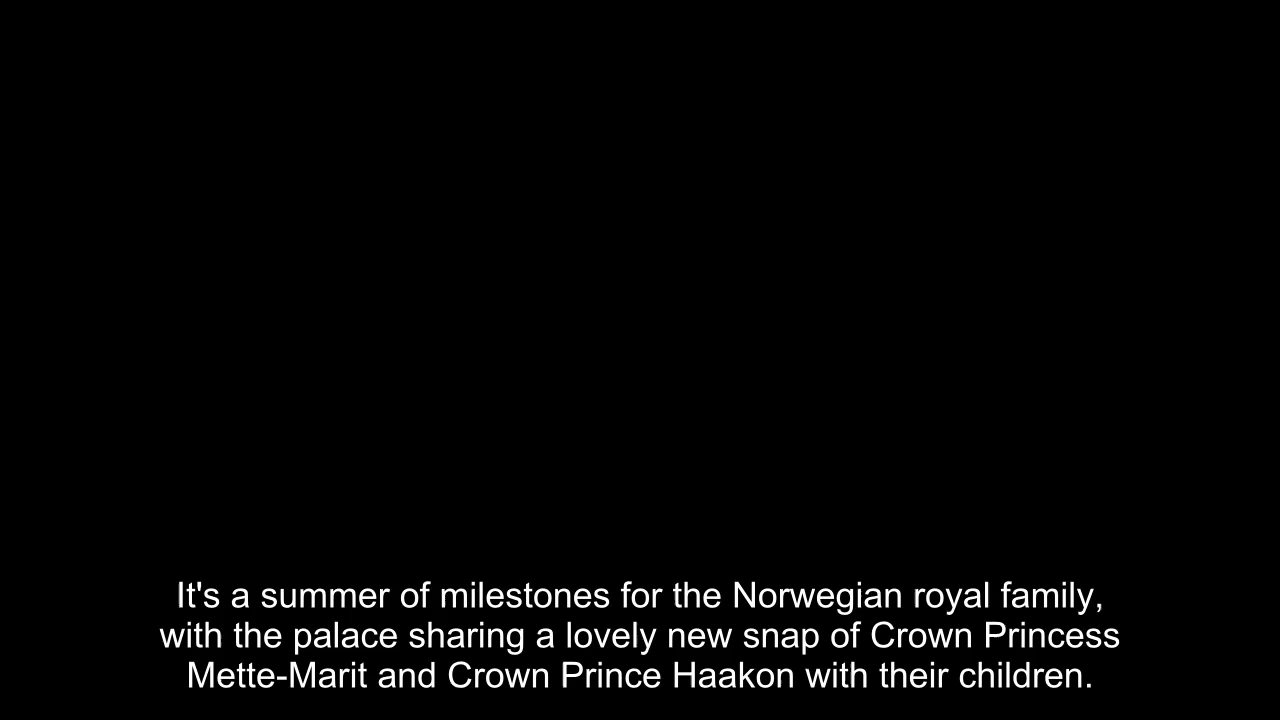 It's a summer of milestones for the Norwegian royal family,
with the palace sharing a lovely new snap of Crown Princess
Mette-Marit and Crown Prince Haakon with their children.